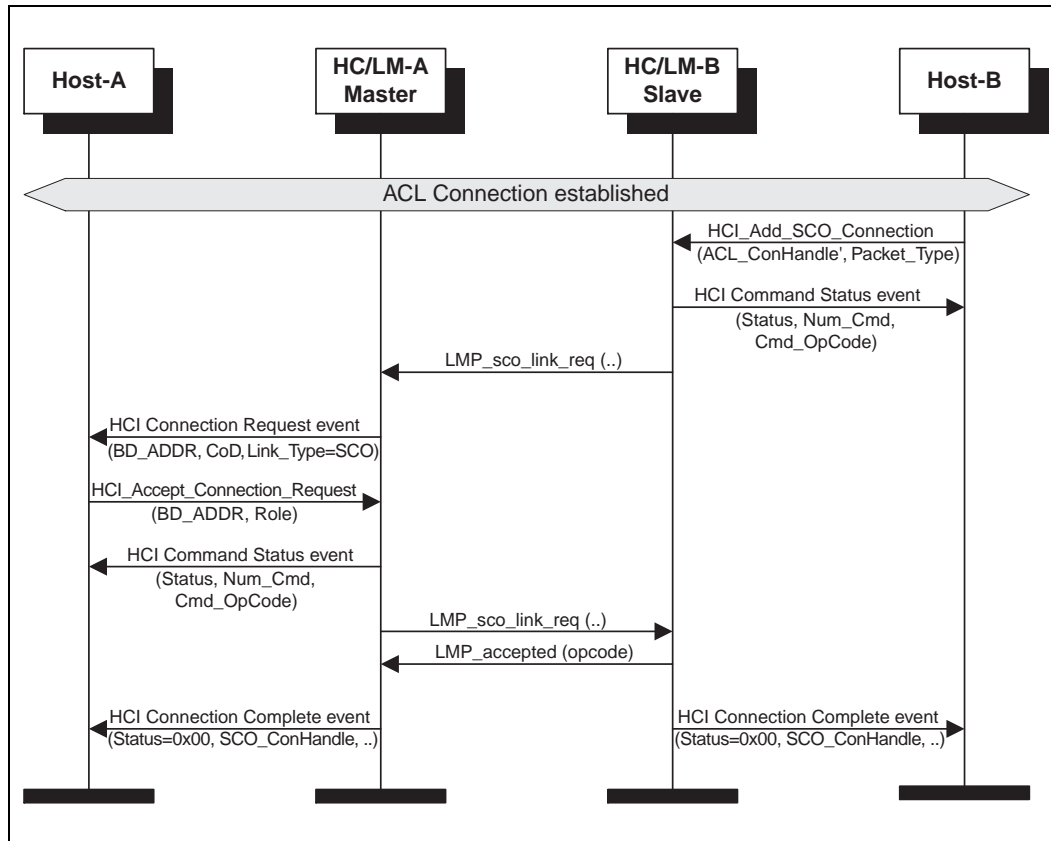 Host-A
HC/LM-A
Master
HC/LM-B
Slave
Host-B
ACL Connection established
HCI_Add_SCO_Connection
(ACL_ConHandle', Packet_Type)
HCI Command Status event
(Status, Num_Cmd,
Cmd_OpCode)
LMP_sco_link_req (..)
HCI Connection Request event
(BD_ADDR, CoD, Link_Type=SCO)
HCI_Accept_Connection_Request
(BD_ADDR, Role)
HCI Command Status event
(Status, Num_Cmd,
Cmd_OpCode)
LMP_sco_link_req (..)
LMP_accepted (opcode)
HCI Connection Complete event
(Status=0x00, SCO_ConHandle, ..)
HCI Connection Complete event
(Status=0x00, SCO_ConHandle, ..)